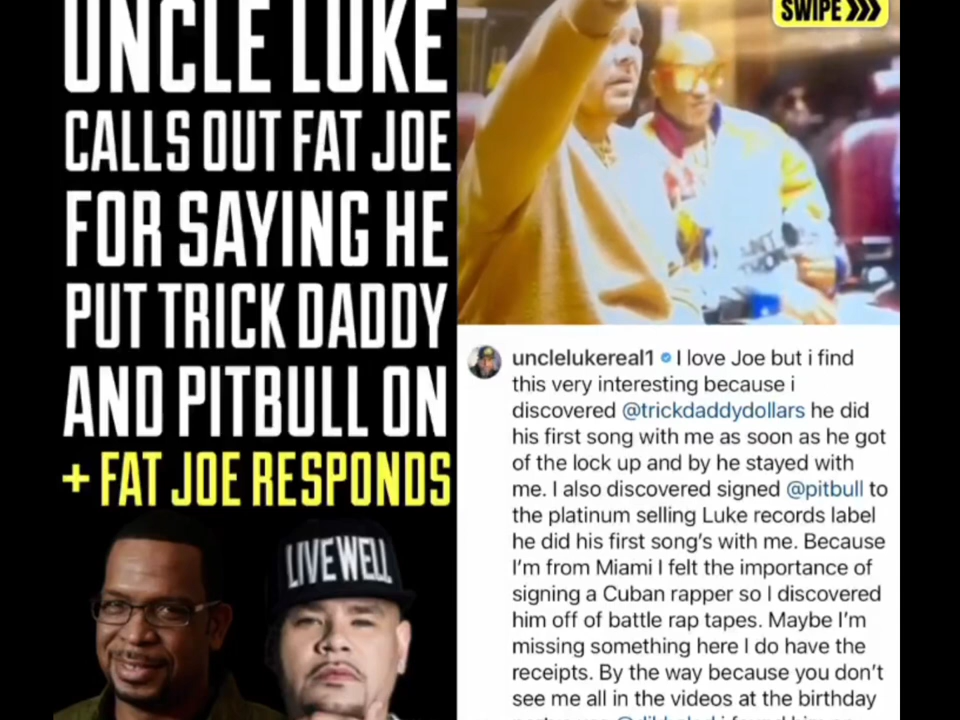 UNCLE LUKE
CALLS OUT FAT JOE
FOR SAYING HE
PUT TRICK DADDY
AND PITBULL ON
+ FAT JOE RESPONDS
LIVE WELL
SWIPE
unclelukereal1 I love Joe but i find
this very interesting because i
discovered @trickdaddydollars he did
his first song with me as soon as he got
of the lock up and by he stayed with
me. I also discovered signed @pitbull to
the platinum selling Luke records label
he did his first song's with me. Because
I'm from Miami I felt the importance of
signing a Cuban rapper so I discovered
him off of battle rap tapes. Maybe I'm
missing something here I do have the
receipts. By the way because you don't
see me all in the videos at the birthday